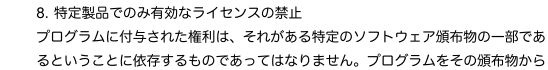 8. 特定製品でのみ有効なライセンスの禁止
プログラムに付与された権利は、それがある特定のソフトウェア頒布物の一部であ
るということに依存するものであってはなりません。プログラムをその頒布物から